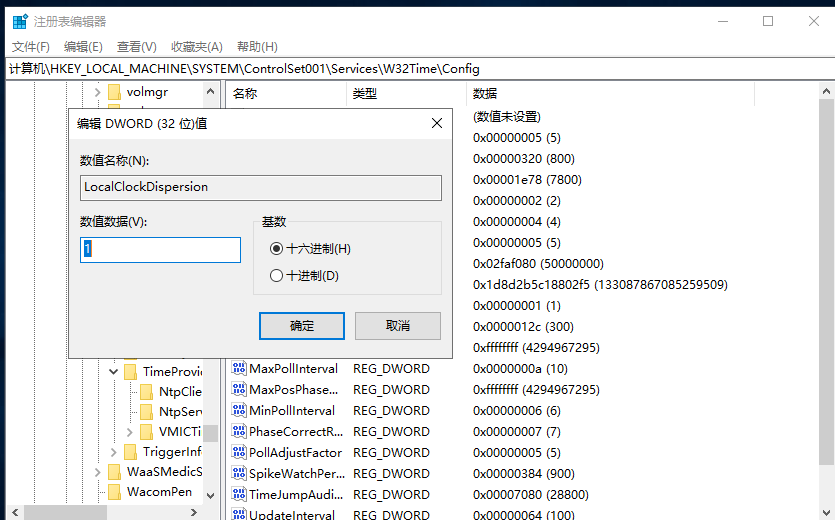 注册表编辑器
文件(F) 编辑(E) 查看(V) 收藏夹(A) 帮助(H)
计算机\HKEY_LOCAL_MACHINE\SYSTEM\ControlSet001\Services\W32Time\Config
volmgr
名称 类型 数据
(数值未设置)
0x00000005 (5)
0x00000320 (800)
0x00001e78 (7800)
0x00000002 (2)
0x00000004 (4)
0x00000005 (5)
0x02faf080 (50000000)
0x1d8d2b5c18802f5 (133087867085259509)
0x00000001 (1)
0x0000012c (300)
0xffffffff (4294967295)
编辑 DWORD (32 位)值
数值名称(N):
LocalClockDispersion
数值数据(V):
1
基数
十六进制(H)
十进制(D)
确定 取消
TimeProvid
NtpClie
NtpServ
VMICTi
TriggerInf
WaaSMedicS
WacomPen
MaxPollInterval REG_DWORD 0x0000000a (10)
MaxPosPhase... REG_DWORD 0xffffffff (4294967295)
MinPollInterval REG_DWORD 0x00000006 (6)
PhaseCorrectR... REG_DWORD 0x00000007 (7)
PollAdjustFactor REG_DWORD 0x00000005 (5)
SpikeWatchPer... REG_DWORD 0x00000384 (900)
TimeJumpAudi... REG_DWORD 0x00007080 (28800)
UpdateInterval REG_DWORD 0x00000064 (100)